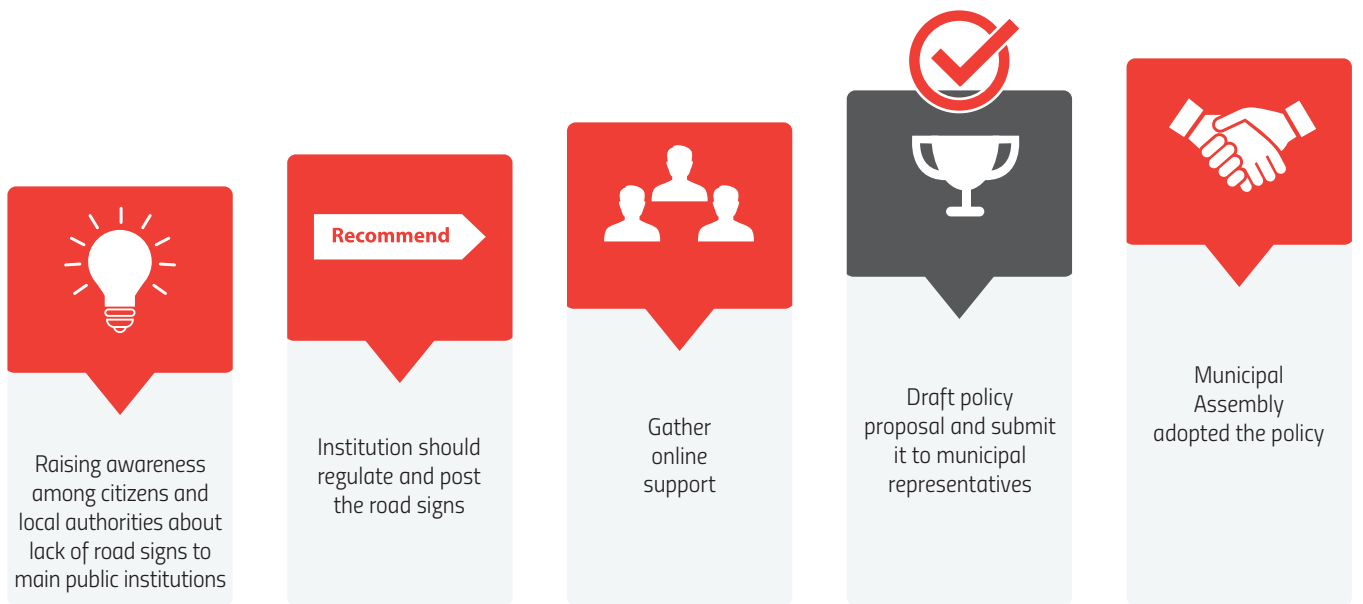 Raising awareness
among citizens and
local authorities about
lack of road signs to
main public institutions
Recommend
Institution should
regulate and post
the road signs
Gather
online
support
Draft policy
proposal and submit
it to municipal
representatives
Municipal
Assembly
adopted the policy